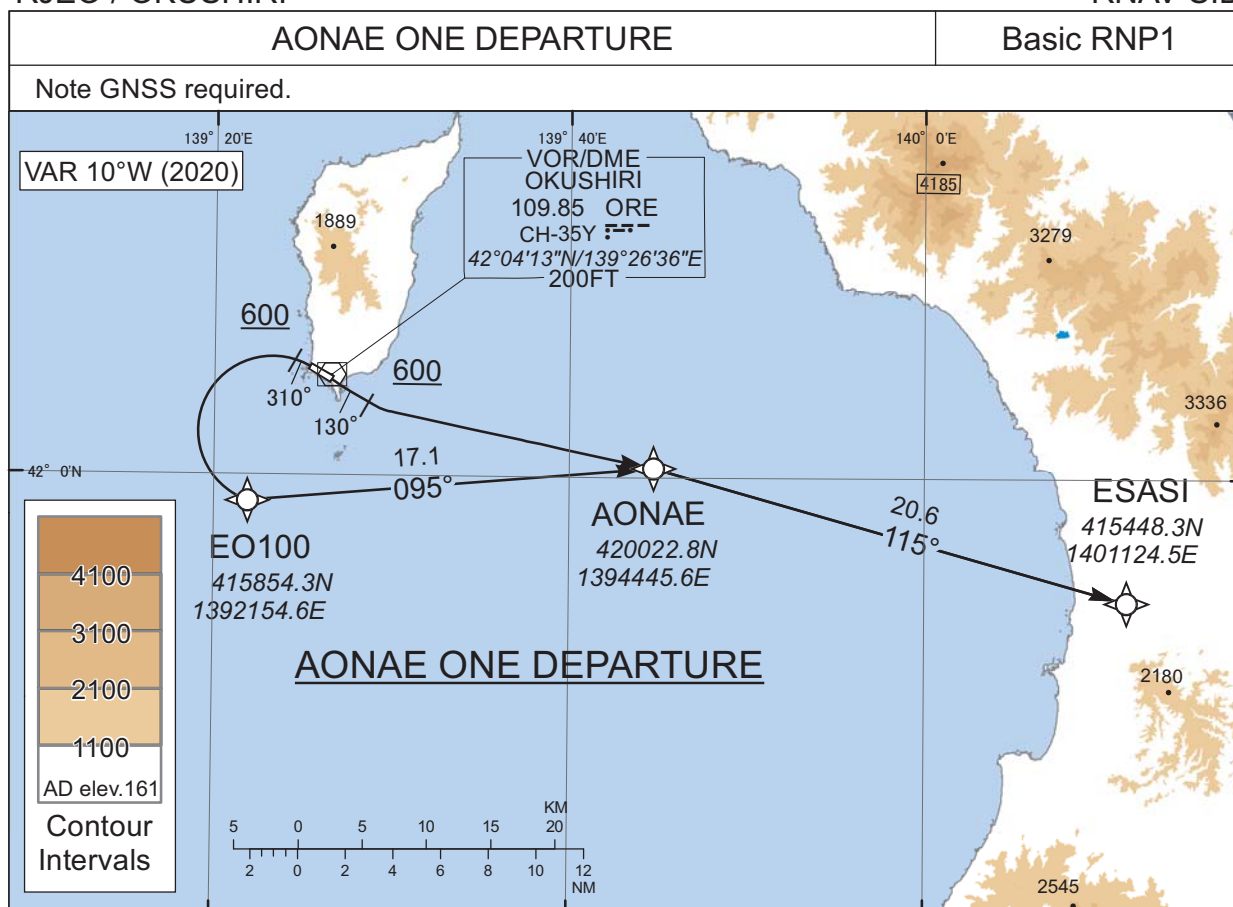 AONAE ONE DEPARTURE
Basic RNP1
Note GNSS required.
139° 20'E
139° 40'E
140° 0'E
VAR 10°W (2020)
VOR/DME
OKUSHIRI
109.85 ORE
CH-35Y
42°04'13"N/139°26'36"E
200FT
4185
1889
3279
600
600
310°
130°
3336
42° 0'N
17.1
095°
AONAE
420022.8N
1394445.6E
20.6
115°
ESASI
415448.3N
1401124.5E
EO100
415854.3N
1392154.6E
4100
3100
2100
1100
AD elev.161
Contour
Intervals
AONAE ONE DEPARTURE
2180
KM
5 0 5 10 15 20
2 0 2 4 6 8 10 12
NM
2545